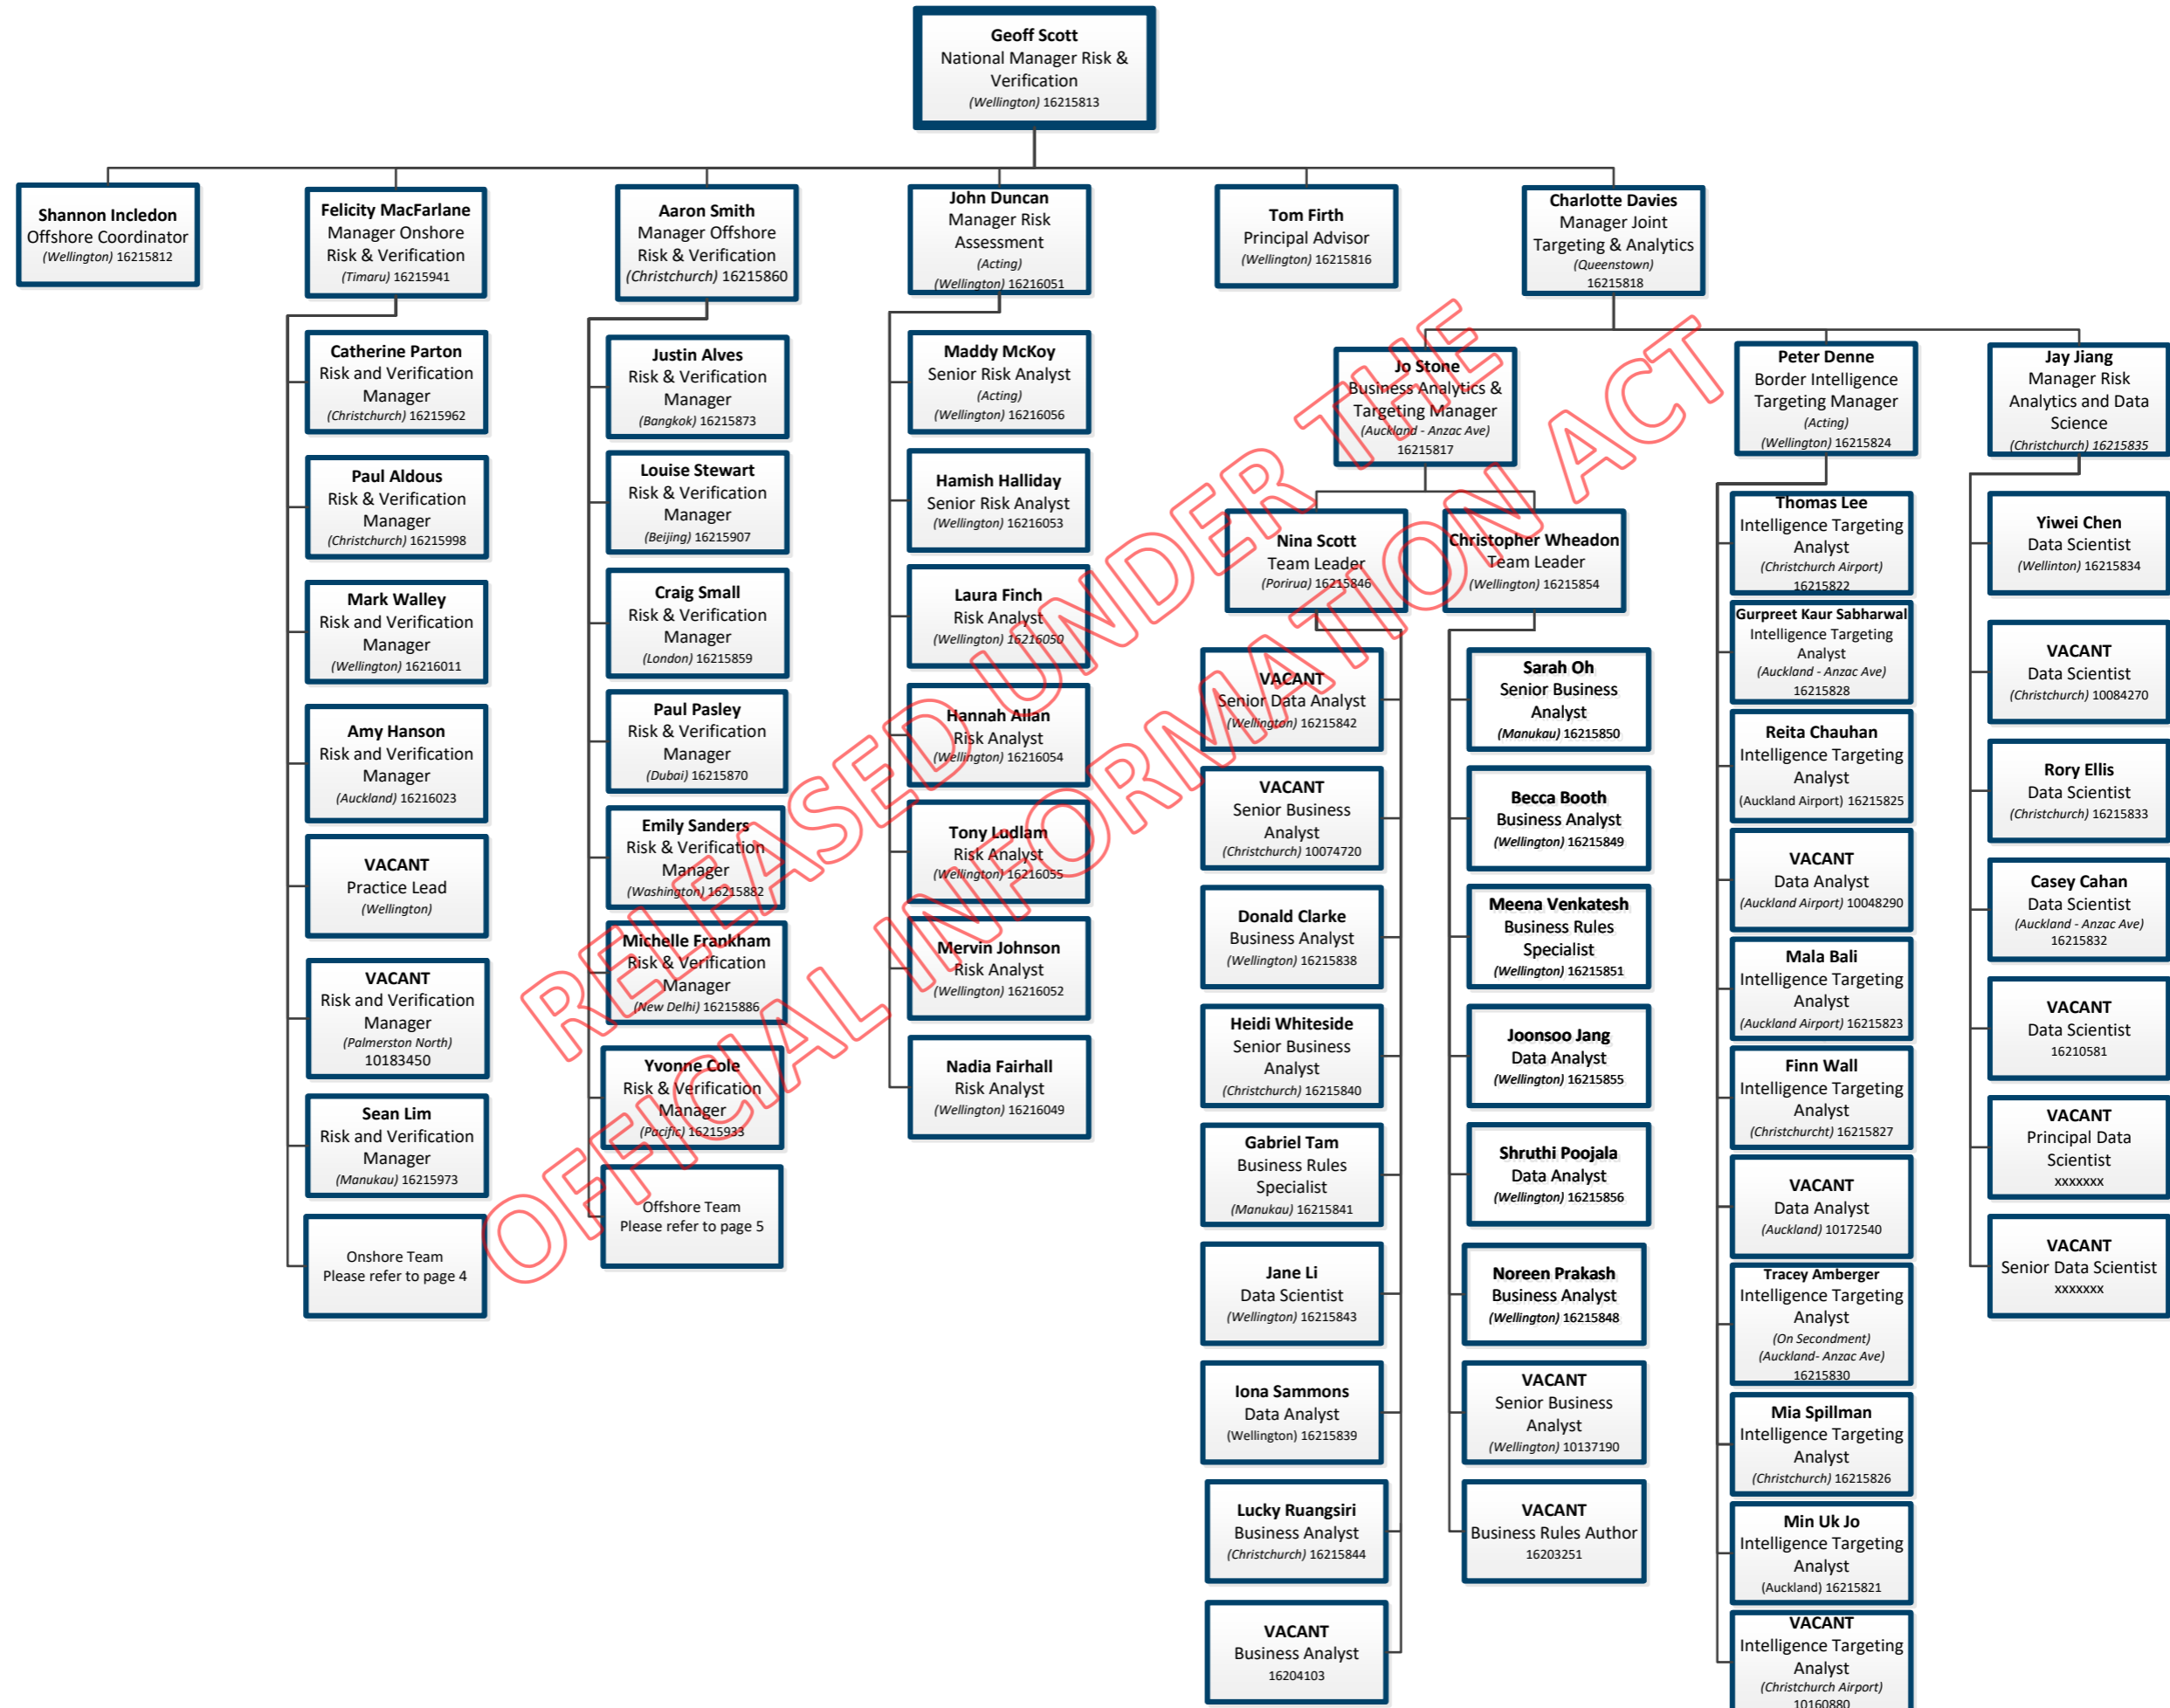 Geoff Scott
National Manager Risk &
Verification
(Wellington) 16215813
Shannon Incledon
Offshore Coordinator
(Wellington) 16215812
Felicity MacFarlane
Manager Onshore
Risk & Verification
(Timaru) 16215941
Aaron Smith
Manager Offshore
Risk & Verification
(Christchurch) 16215860
John Duncan
Manager Risk
Assessment
(Acting)
(Wellington) 16216051
Tom Firth
Principal Advisor
(Wellington) 16215816
Charlotte Davies
Manager Joint
Targeting & Analytics
(Queenstown)
16215818
Catherine Parton
Risk and Verification
Manager
(Christchurch) 16215962
Paul Aldous
Risk & Verification
Manager
(Christchurch) 16215998
Mark Walley
Risk and Verification
Manager
(Wellington) 16216011
Amy Hanson
Risk and Verification
Manager
(Auckland) 16216023
VACANT
Practice Lead
(Wellington)
VACANT
Risk and Verification
Manager
(Palmerston North)
10183450
Sean Lim
Risk and Verification
Manager
(Manukau) 16215973
Onshore Team
Please refer to page 4
Justin Alves
Risk & Verification
Manager
(Bangkok) 16215873
Louise Stewart
Risk & Verification
Manager
(Beijing) 16215907
Craig Small
Risk & Verification
Manager
(London) 16215859
Paul Pasley
Risk & Verification
Manager
(Dubai) 16215870
Emily Sanders
Risk & Verification
Manager
(Washington) 16215882
Michelle Frankham
Risk & Verification
Manager
(New Delhi) 16215886
Yvonne Cole
Risk & Verification
Manager
(Pacific) 16215933
Offshore Team
Please refer to page 5
Maddy McKoy
Senior Risk Analyst
(Acting)
(Wellington) 16216056
Hamish Halliday
Senior Risk Analyst
(Wellington) 16216053
Laura Finch
Risk Analyst
(Wellington) 16216050
Hannah Allan
Risk Analyst
(Wellington) 16216054
Tony Ludlam
Risk Analyst
(Wellington) 16216055
Mervin Johnson
Risk Analyst
(Wellington) 16216052
Nadia Fairhall
Risk Analyst
(Wellington) 16216049
Jo Stone
Business Analytics &
Targeting Manager
(Auckland - Anzac Ave)
16215817
Nina Scott
Team Leader
(Porirua) 16215846
Christopher Wheadon
Team Leader
(Wellington) 16215854
VACANT
Senior Data Analyst
(Wellington) 16215842
VACANT
Senior Business
Analyst
(Christchurch) 10074720
Donald Clarke
Business Analyst
(Wellington) 16215838
Heidi Whiteside
Senior Business
Analyst
(Christchurch) 16215840
Gabriel Tam
Business Rules
Specialist
(Manukau) 16215841
Jane Li
Data Scientist
(Wellington) 16215843
Iona Sammons
Data Analyst
(Wellington) 16215839
Lucky Ruangsiri
Business Analyst
(Christchurch) 16215844
VACANT
Business Analyst
16204103
Sarah Oh
Senior Business
Analyst
(Manukau) 16215850
Becca Booth
Business Analyst
(Wellington) 16215849
Meena Venkatesh
Business Rules
Specialist
(Wellington) 16215851
Joonsoo Jang
Data Analyst
(Wellington) 16215855
Shruthi Poojala
Data Analyst
(Wellington) 16215856
Noreen Prakash
Business Analyst
(Wellington) 16215848
VACANT
Senior Business
Analyst
(Wellington) 10137190
VACANT
Business Rules Author
16203251
Peter Denne
Border Intelligence
Targeting Manager
(Acting)
(Wellington) 16215824
Thomas Lee
Intelligence Targeting
Analyst
(Christchurch Airport)
16215822
Gurpreet Kaur Sabharwal
Intelligence Targeting
Analyst
(Auckland - Anzac Ave)
16215828
Reita Chauhan
Intelligence Targeting
Analyst
(Auckland Airport) 16215825
VACANT
Data Analyst
(Auckland Airport) 10048290
Mala Bali
Intelligence Targeting
Analyst
(Auckland Airport) 16215823
Finn Wall
Intelligence Targeting
Analyst
(Christchurcht) 16215827
VACANT
Data Analyst
(Auckland) 10172540
Tracey Amberger
Intelligence Targeting
Analyst
(On Secondment)
(Auckland- Anzac Ave)
16215830
Mia Spillman
Intelligence Targeting
Analyst
(Christchurch) 16215826
Min Uk Jo
Intelligence Targeting
Analyst
(Auckland) 16215821
VACANT
Intelligence Targeting
Analyst
(Christchurch Airport)
10160880
Jay Jiang
Manager Risk
Analytics and Data
Science
(Christchurch) 16215835
Yiwei Chen
Data Scientist
(Wellinton) 16215834
VACANT
Data Scientist
(Christchurch) 10084270
Rory Ellis
Data Scientist
(Christchurch) 16215833
Casey Cahan
Data Scientist
(Auckland - Anzac Ave)
16215832
VACANT
Data Scientist
16210581
VACANT
Principal Data
Scientist
xxxxxxx
VACANT
Senior Data Scientist
xxxxxxx
RELEASED UNDER THE
OFFICIAL INFORMATION ACT